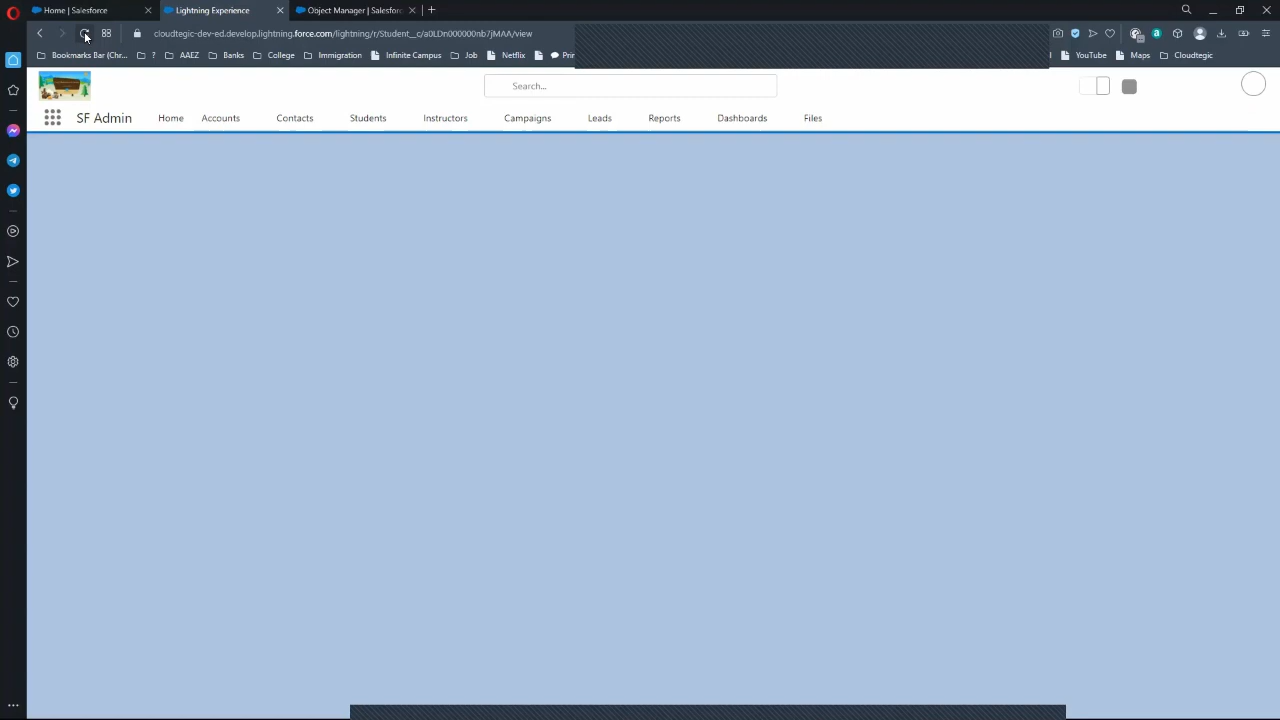 Home | Salesforce
Lightning Experience
Object Manager | Salesforc
cloudtegic-dev-ed.develop.lightning.force.com/lightning/r/Student__c/a0LDn000000nb7jMAA/view
Bookmarks Bar (Chr... ? AAEZ Banks College Immigration Infinite Campus Job Netflix Prin YouTube Maps Cloudtegic
Search...
SF Admin Home Accounts Contacts Students Instructors Campaigns Leads Reports Dashboards Files